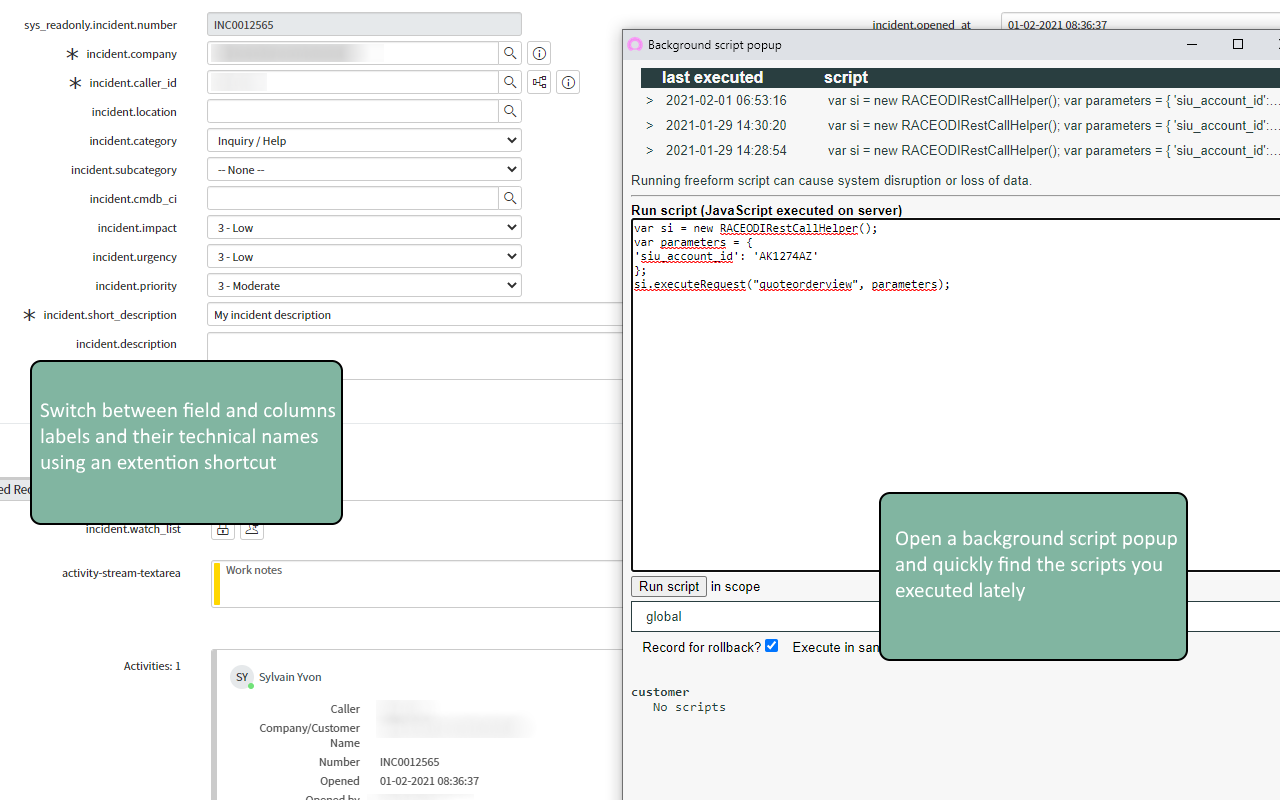 sys_readonly.incident.number INC0012565
incident.opened_at 01-02-2021 08:36:37
incident.company
incident.caller_id
incident.location
incident.category Inquiry / Help
incident.subcategory -- None --
incident.cmdb_ci
incident.impact 3 - Low
incident.urgency 3 - Low
incident.priority 3 - Moderate
incident.short_description My incident description
incident.description
Switch between field and columns
labels and their technical names
using an extention shortcut
ed Rec
incident.watch_list
activity-stream-textarea Work notes
Activities: 1
SY Sylvain Yvon
Caller
Company/Customer
Name
Number INC0012565
Opened 01-02-2021 08:36:37
Opened by
Background script popup
last executed script
> 2021-02-01 06:53:16 var si = new RACEODIRestCallHelper(); var parameters = { 'siu_account_id':...
> 2021-01-29 14:30:20 var si = new RACEODIRestCallHelper(); var parameters = { 'siu_account_id':...
> 2021-01-29 14:28:54 var si = new RACEODIRestCallHelper(); var parameters = { 'siu_account_id':...
Running freeform script can cause system disruption or loss of data.
Run script (JavaScript executed on server)
var si = new RACEODIRestCallHelper();
var parameters = {
'siu_account_id': 'AK1274AZ'
};
si.executeRequest("quoteorderview", parameters);
Open a background script popup
and quickly find the scripts you
executed lately
Run script in scope
global
Record for rollback? Execute in san
customer
No scripts